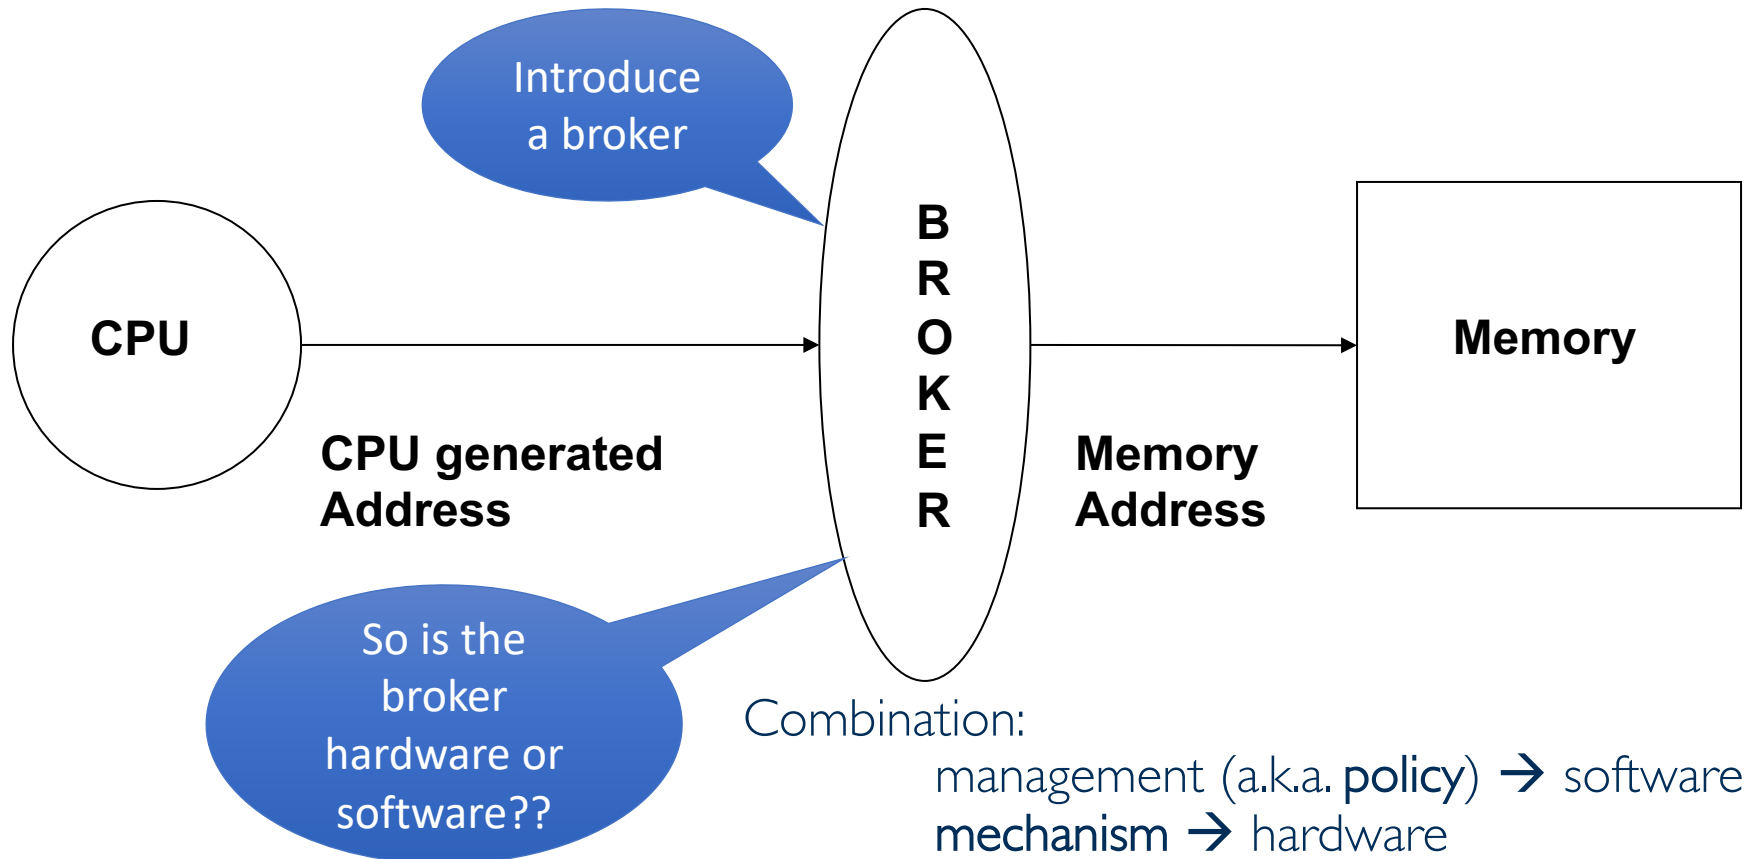 Introduce
a broker
CPU
B
R
O
K
E
R
Memory
CPU generated
Address
Memory
Address
So is the
broker
hardware or
software??
Combination:
management (a.k.a. policy) → software
mechanism → hardware